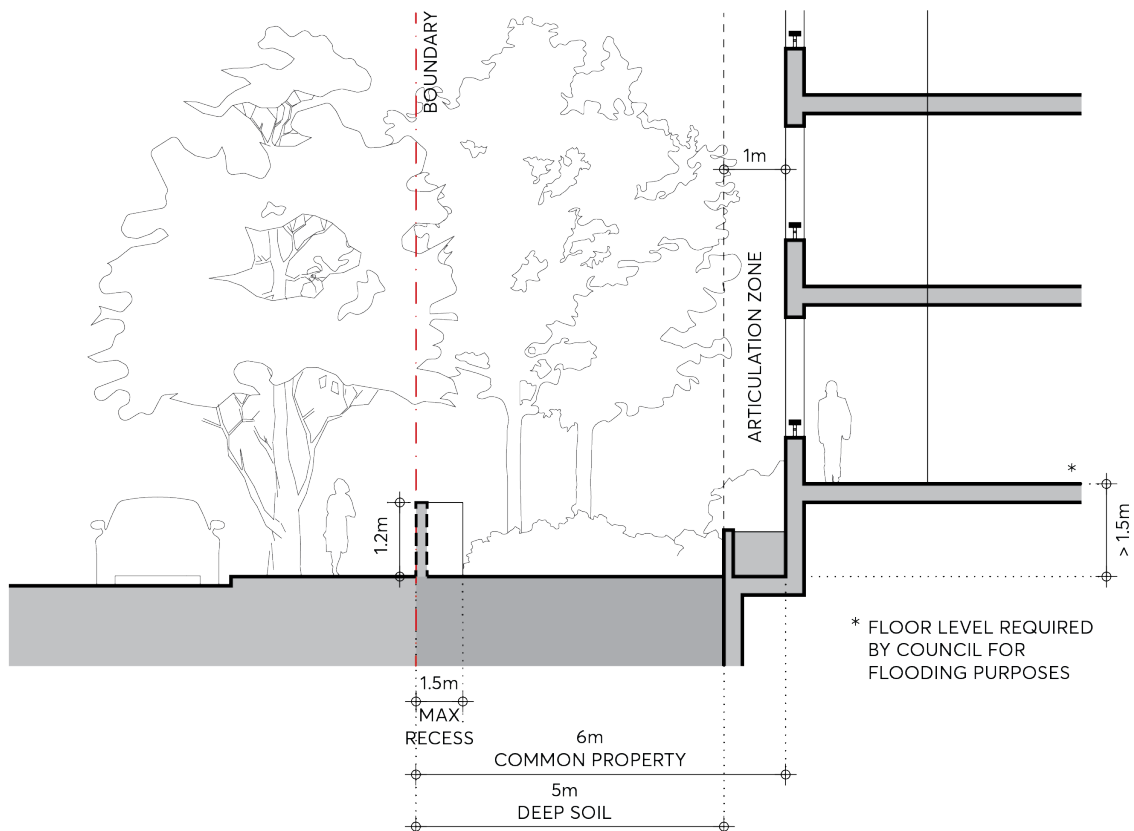 BOUNDARY
1m
ARTICULATION ZONE
1.2m
*
> 1.5m
* FLOOR LEVEL REQUIRED
BY COUNCIL FOR
FLOODING PURPOSES
1.5m
MAX
RECESS
6m
COMMON PROPERTY
5m
DEEP SOIL